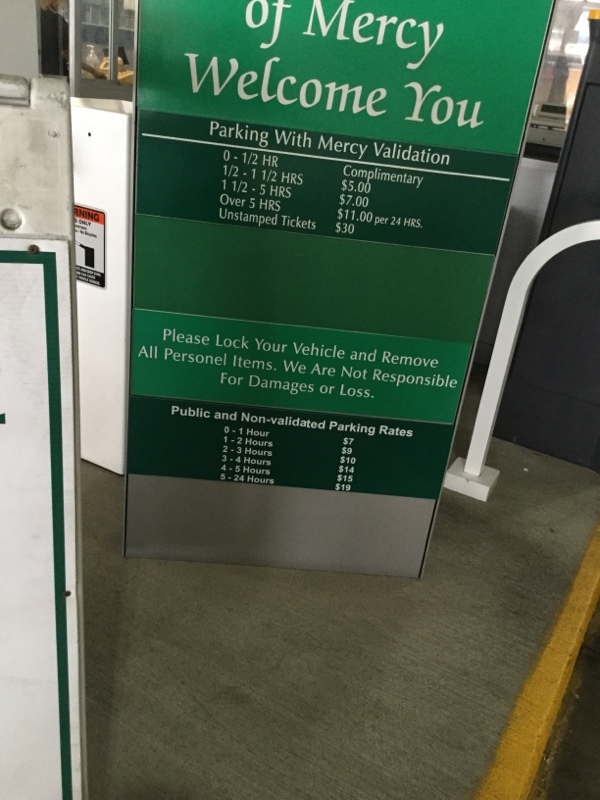 of Mercy
Welcome You
Parking With Mercy Validation
0 - 1/2 HR Complimentary
1/2 - 1 1/2 HRS $5.00
1 1/2 - 5 HRS $7.00
Over 5 HRS $11.00 per 24 HRS.
Unstamped Tickets $30
Please Lock Your Vehicle and Remove
All Personel Items. We Are Not Responsible
For Damages or Loss.
Public and Non-validated Parking Rates
0 - 1 Hour $7
1 - 2 Hours $9
2 - 3 Hours $10
3 - 4 Hours $14
4 - 5 Hours $15
5 - 24 Hours $19
RNING